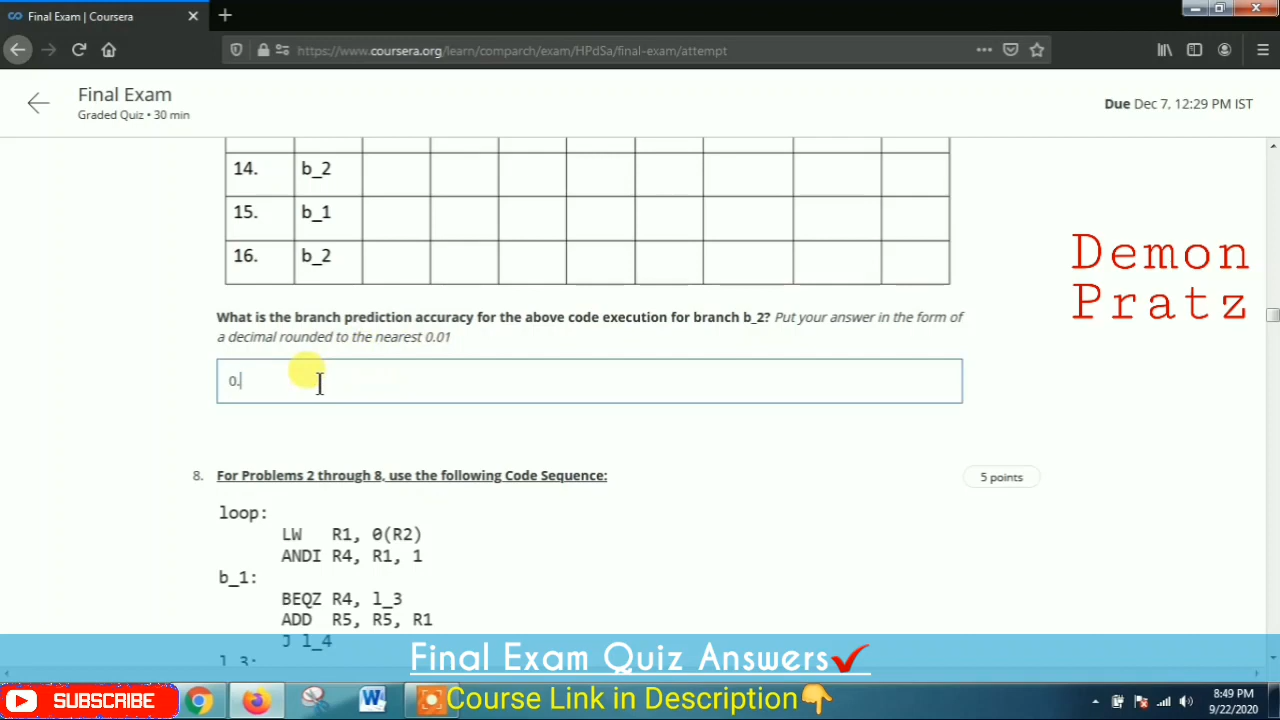 Final Exam | Coursera
https://www.coursera.org/learn/comparch/exam/HPdSa/final-exam/attempt
Final Exam
Graded Quiz • 30 min
Due Dec 7, 12:29 PM IST
14. b_2
15. b_1
16. b_2
Demon
Pratz
What is the branch prediction accuracy for the above code execution for branch b_2? Put your answer in the form of
a decimal rounded to the nearest 0.01
0.
8. For Problems 2 through 8, use the following Code Sequence:
5 points
loop:
LW R1, 0(R2)
ANDI R4, R1, 1
b_1:
BEQZ R4, l_3
ADD R5, R5, R1
J l_4
l_3:
Final Exam Quiz Answers
SUBSCRIBE
Course Link in Description
8:49 PM
9/22/2020